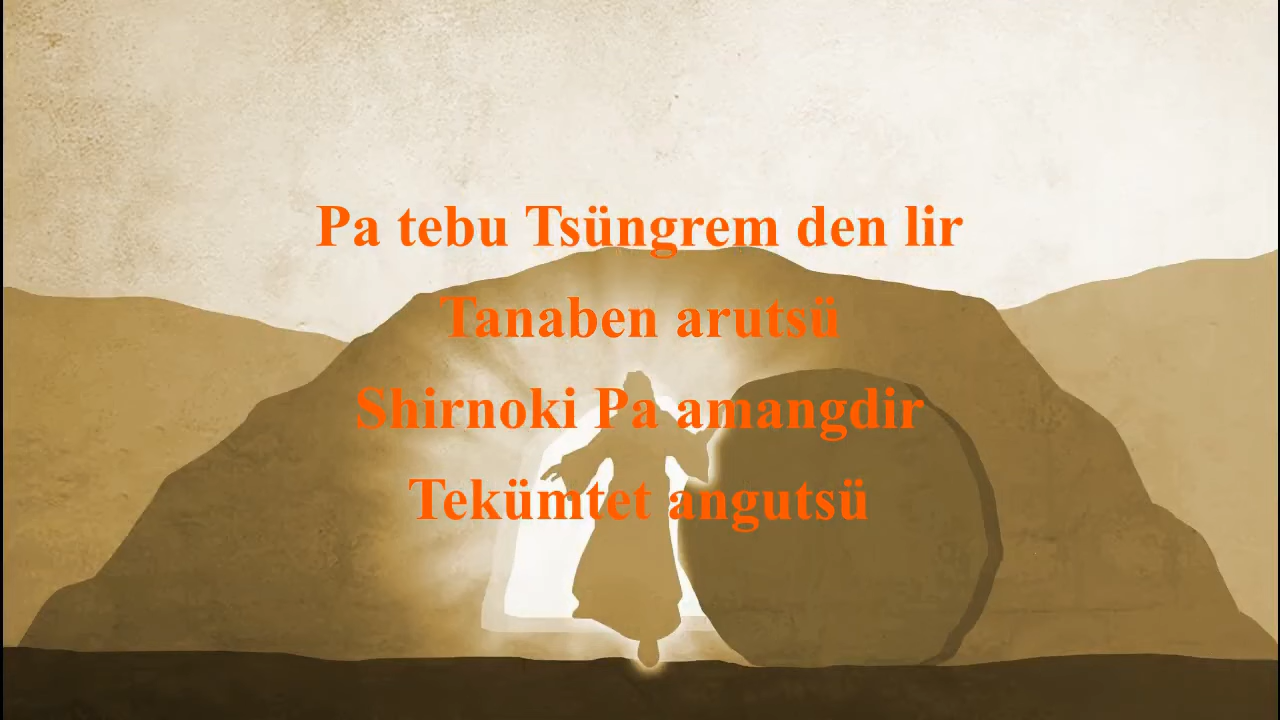 Pa tebu Tsüngrem den lir
Tanaben arutsü
Shirnoki Pa amangdir
Tekümtet angutsü